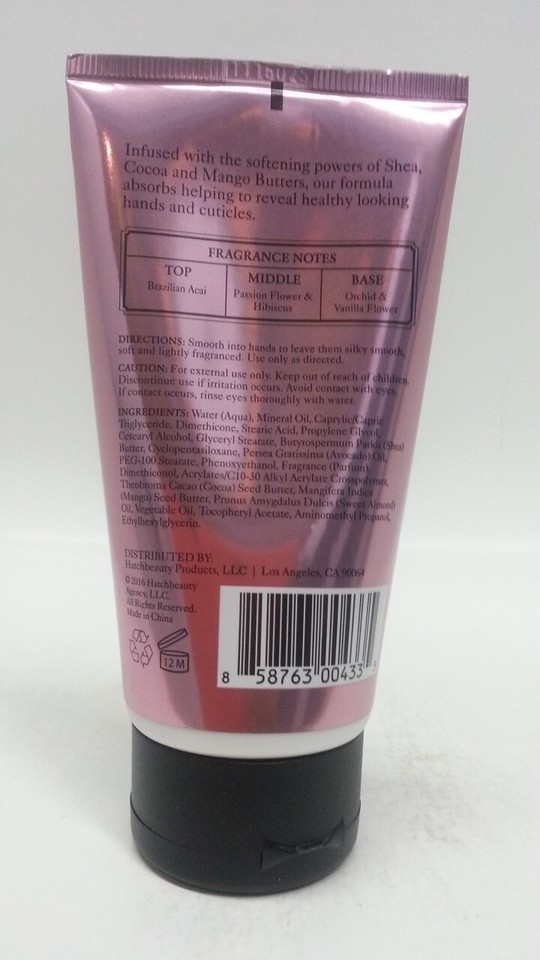 Infused with the softening powers of Shea,
Cocoa and Mango Butters, our formula
absorbs helping to reveal healthy looking
hands and cuticles.
FRAGRANCE NOTES
TOP
Brazilian Acai
MIDDLE
Passion Flower &
Hibiscus
BASE
Orchid &
Vanilla Flower
DIRECTIONS: Smooth into hands to leave them silky smooth,
soft and lightly fragranced. Use only as directed.
CAUTION: For external use only. Keep out of reach of children.
Discontinue use if irritation occurs. Avoid contact with eyes.
If contact occurs, rinse eyes thoroughly with water.
INGREDIENTS: Water (Aqua), Mineral Oil, Caprylic/Capric
Triglyceride, Dimethicone, Stearic Acid, Propylene Glycol,
Cetearyl Alcohol, Glyceryl Stearate, Butyrospermum Parkii (Shea)
Butter, Cyclopentasiloxane, Persea Gratissima (Avocado) Oil,
PEG-100 Stearate, Phenoxyethanol, Fragrance (Parfum),
Dimethiconol, Acrylates/C10-30 Alkyl Acrylate Crosspolymer,
Theobroma Cacao (Cocoa) Seed Butter, Mangifera Indica
(Mango) Seed Butter, Prunus Amygdalus Dulcis (Sweet Almond)
Oil, Vegetable Oil, Tocopheryl Acetate, Aminomethyl Propanol,
Ethylhexylglycerin.
DISTRIBUTED BY:
Hatchbeauty Products, LLC | Los Angeles, CA 90064
© 2016 Hatchbeauty
Agency, LLC.
All Rights Reserved.
Made in China
12 M
8 58763 00433 3